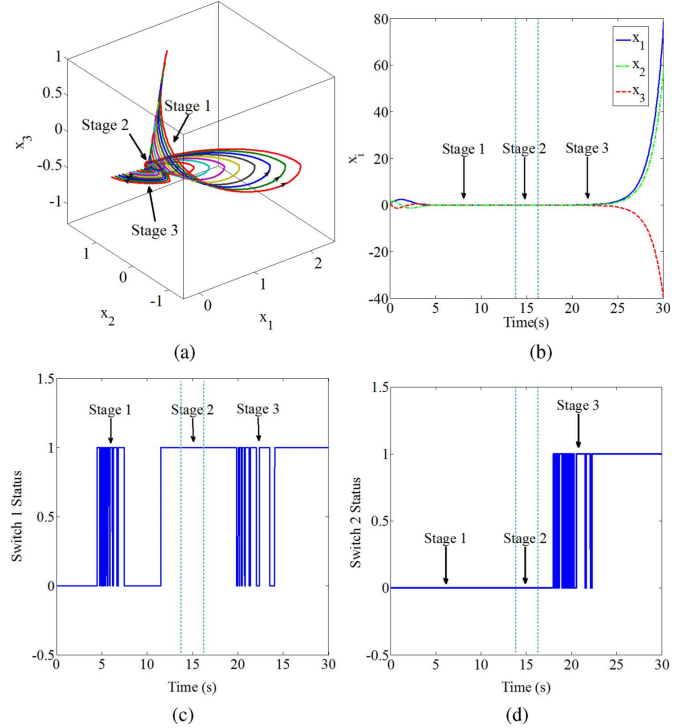 1
0.5
0
-0.5
-1
x3
Stage 1
Stage 2
Stage 3
1
0
-1
x2
0
1
2
x1
(a)
80
60
40
20
0
-20
-40
xi
x1
x2
x3
Stage 1
Stage 2
Stage 3
0
5
10
15
20
25
30
Time(s)
(b)
1.5
1
0.5
0
-0.5
Switch 1 Status
Stage 1
Stage 2
Stage 3
0
5
10
15
20
25
30
Time (s)
(c)
1.5
1
0.5
0
-0.5
Switch 2 Status
Stage 3
Stage 1
Stage 2
0
5
10
15
20
25
30
Time (s)
(d)